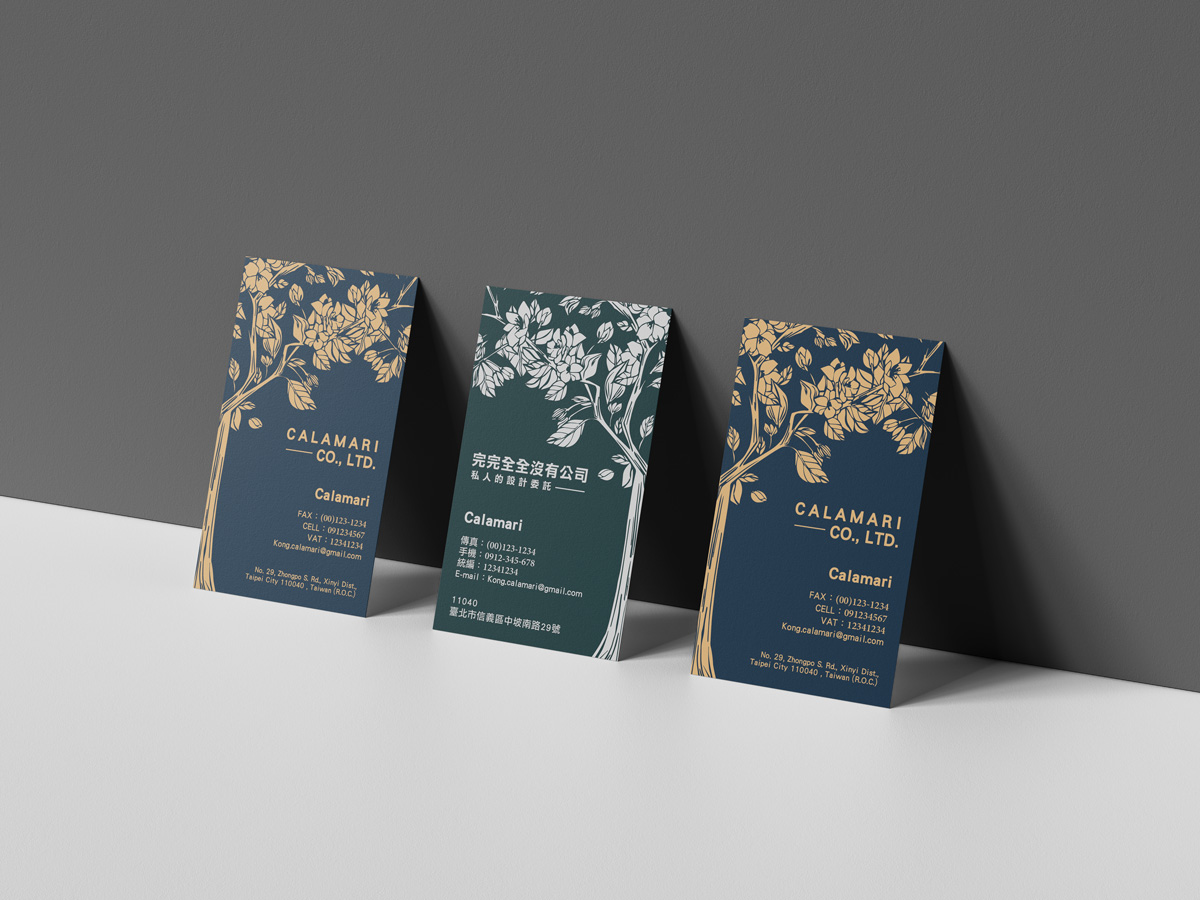 CALAMARI
CO., LTD.
Calamari
FAX：(00)123-1234
CELL：091234567
VAT：12341234
Kong.calamari@gmail.com
No. 29, Zhongpo S. Rd., Xinyi Dist.,
Taipei City 110040 , Taiwan (R.O.C.)
完完全全沒有公司
私人的設計委託
Calamari
傳真：(00)123-1234
手機：0912-345-678
統編：12341234
E-mail：Kong.calamari@gmail.com
11040
臺北市信義區中坡南路29號
CALAMARI
CO., LTD.
Calamari
FAX：(00)123-1234
CELL：091234567
VAT：12341234
Kong.calamari@gmail.com
No. 29, Zhongpo S. Rd., Xinyi Dist.,
Taipei City 110040 , Taiwan (R.O.C.)